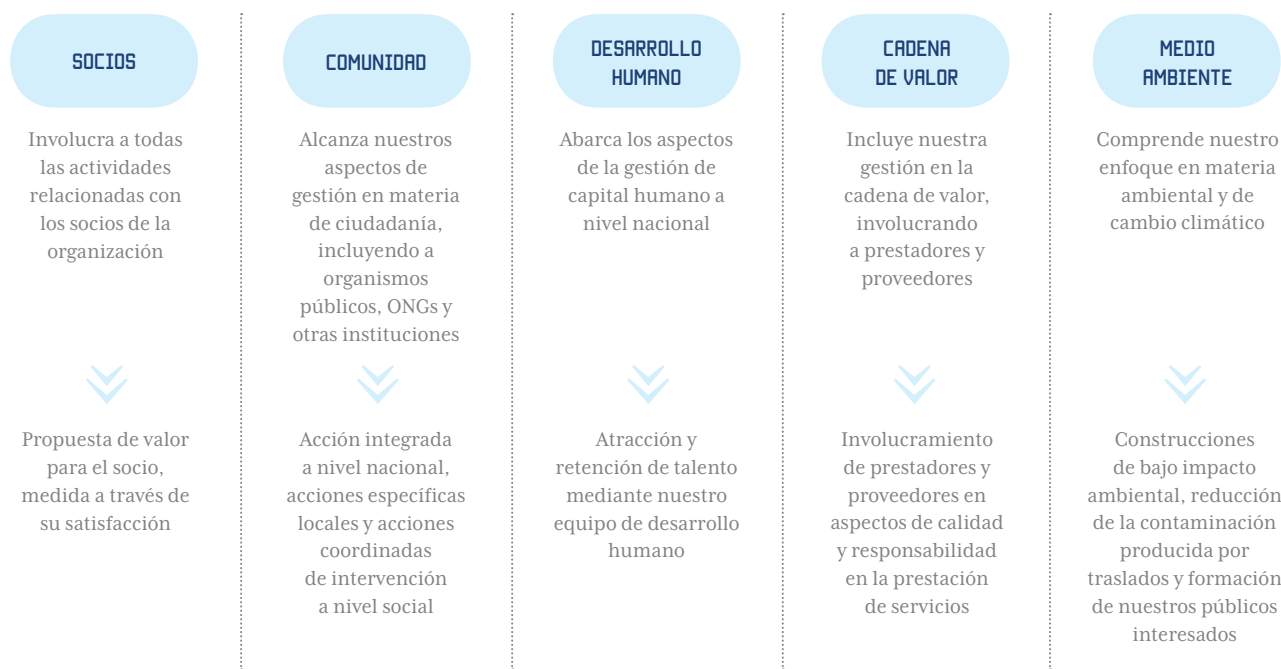 SOCIOS
Involucra a todas
las actividades
relacionadas con
los socios de la
organización
Propuesta de valor
para el socio,
medida a través de
su satisfacción
COMUNIDAD
Alcanza nuestros
aspectos de
gestión en materia
de ciudadanía,
incluyendo a
organismos
públicos, ONGs y
otras instituciones
Acción integrada
a nivel nacional,
acciones específicas
locales y acciones
coordinadas
de intervención
a nivel social
DESARROLLO
HUMANO
Abarca los aspectos
de la gestión de
capital humano a
nivel nacional
Atracción y
retención de talento
mediante nuestro
equipo de desarrollo
humano
CADENA
DE VALOR
Incluye nuestra
gestión en la
cadena de valor,
involucrando
a prestadores y
proveedores
Involucramiento
de prestadores y
proveedores en
aspectos de calidad
y responsabilidad
en la prestación
de servicios
MEDIO
AMBIENTE
Comprende nuestro
enfoque en materia
ambiental y de
cambio climático
Construcciones
de bajo impacto
ambiental, reducción
de la contaminación
producida por
traslados y formación
de nuestros públicos
interesados